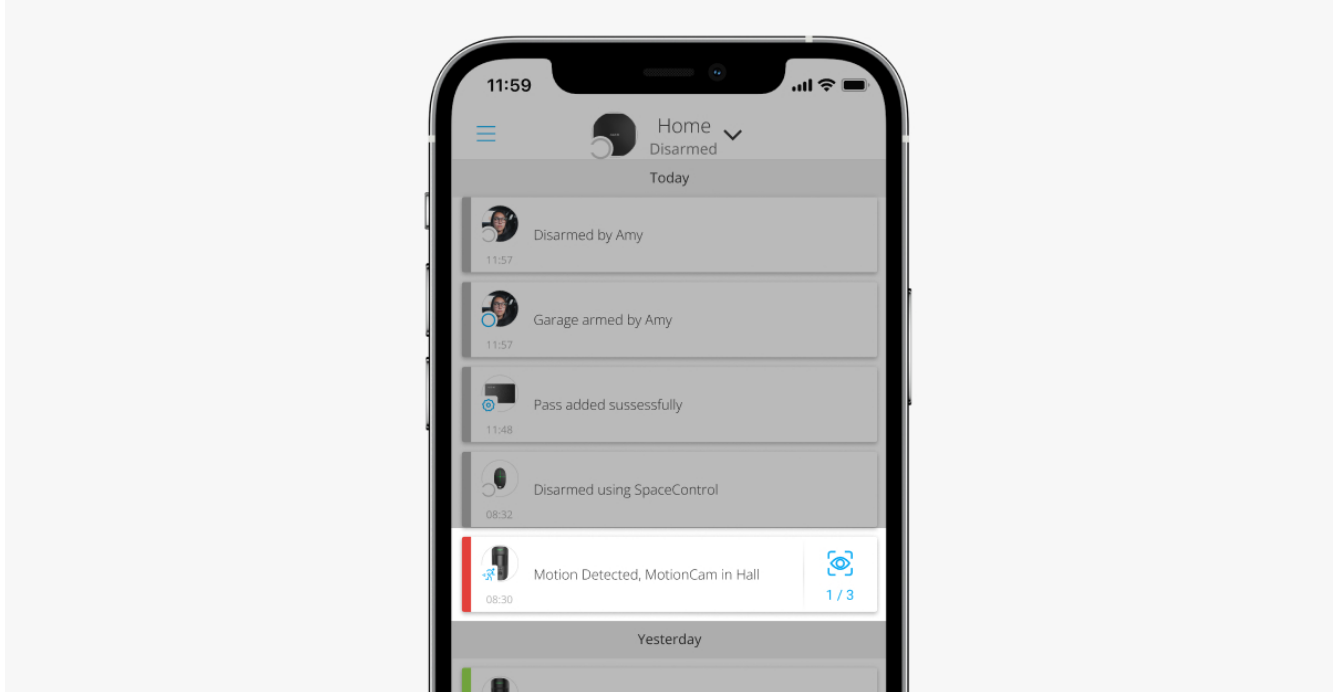 11:59
Home
Disarmed
Today
Disarmed by Amy
11:57
Garage armed by Amy
11:57
Pass added sussessfully
11:48
Disarmed using SpaceControl
08:32
Motion Detected, MotionCam in Hall
08:30
1 / 3
Yesterday